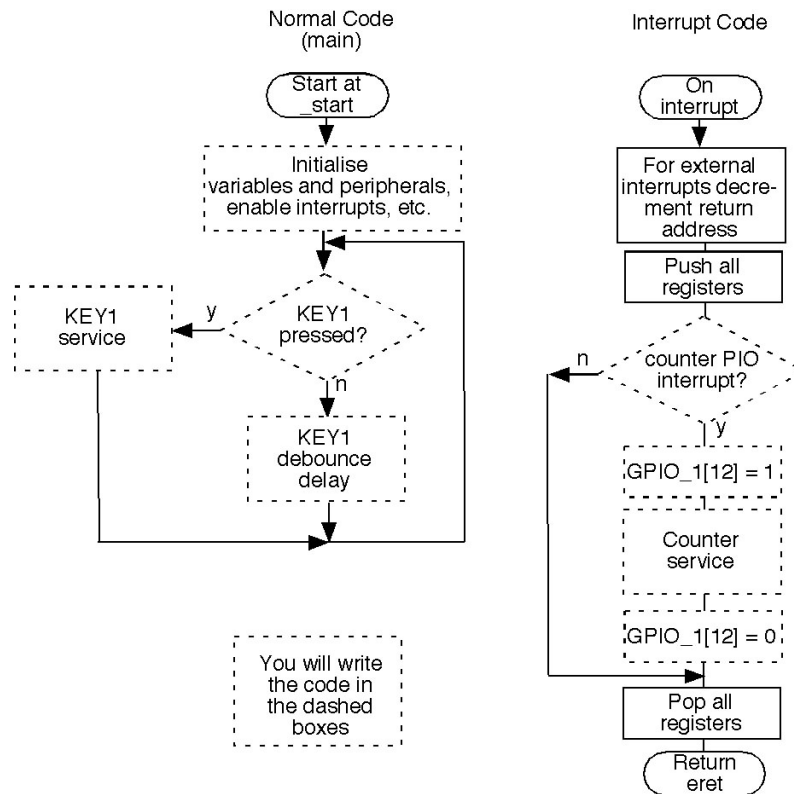 Normal Code
(main)
Start at
_start
Initialise
variables and peripherals,
enable interrupts, etc.
KEY1
pressed?
y
n
KEY1
service
KEY1
debounce
delay
You will write
the code in
the dashed
boxes
Interrupt Code
On
interrupt
For external
interrupts decre-
ment return
address
Push all
registers
counter PIO
interrupt?
n
y
GPIO_1[12] = 1
Counter
service
GPIO_1[12] = 0
Pop all
registers
Return
eret